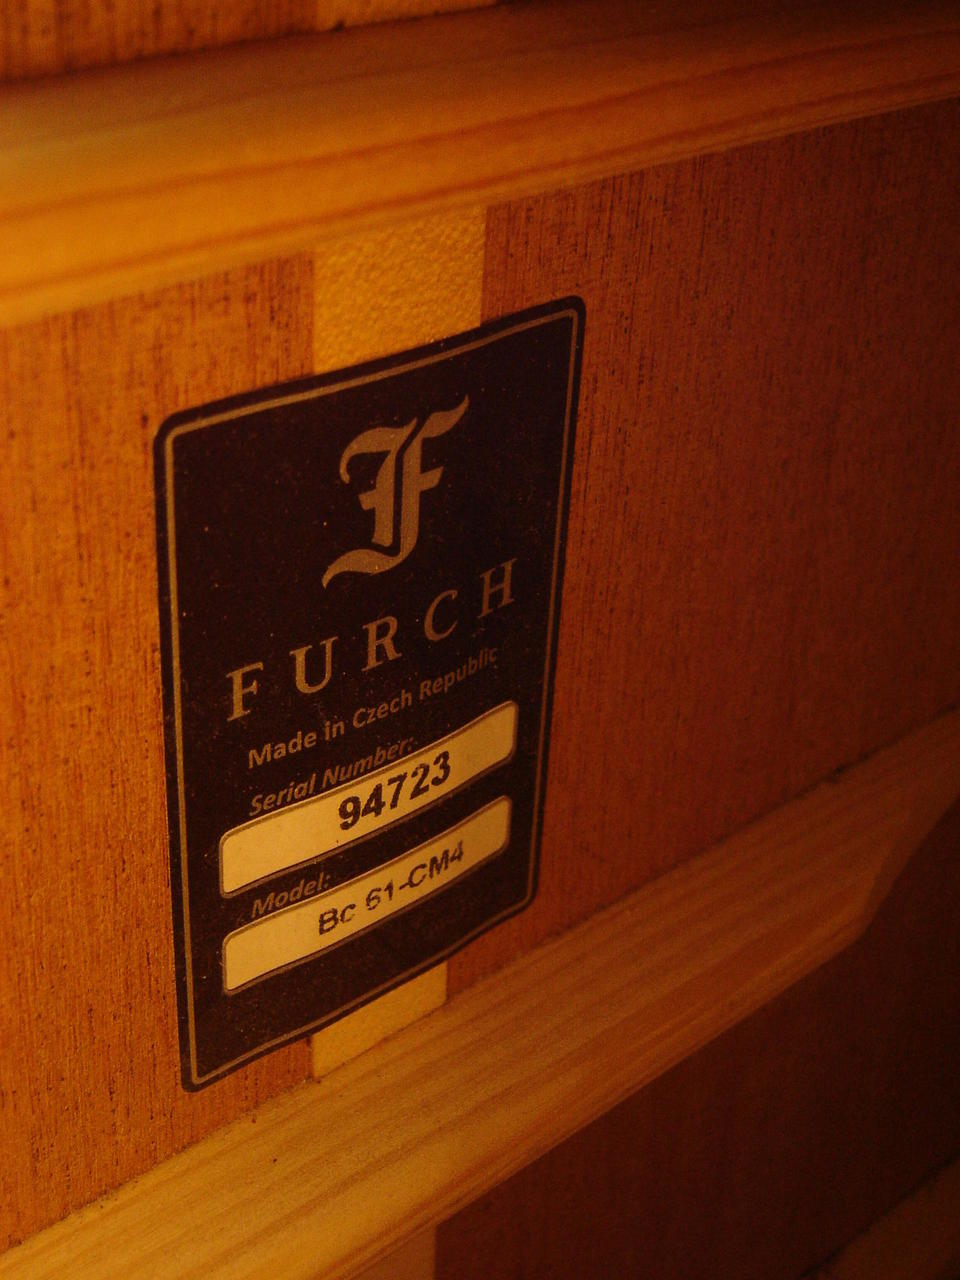 F
FURCH
Made in Czech Republic
Serial Number:
94723
Model:
Bc 61-CM4